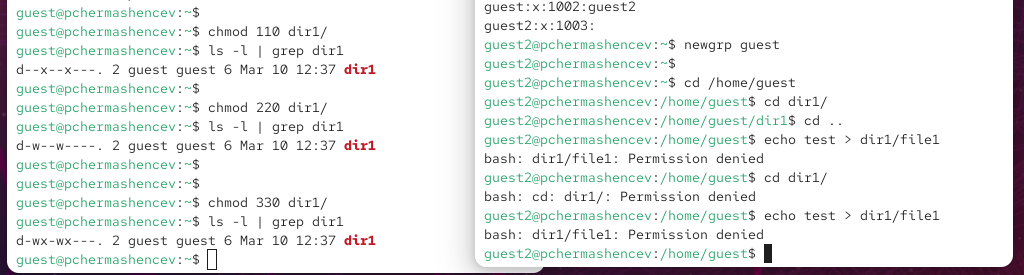 guest@pchermashencev:~$
guest@pchermashencev:~$ chmod 110 dir1/
guest@pchermashencev:~$ ls -l | grep dir1
d--x--x---. 2 guest guest 6 Mar 10 12:37 dir1
guest@pchermashencev:~$
guest@pchermashencev:~$ chmod 220 dir1/
guest@pchermashencev:~$ ls -l | grep dir1
d-w--w----. 2 guest guest 6 Mar 10 12:37 dir1
guest@pchermashencev:~$
guest@pchermashencev:~$
guest@pchermashencev:~$ chmod 330 dir1/
guest@pchermashencev:~$ ls -l | grep dir1
d-wx-wx---. 2 guest guest 6 Mar 10 12:37 dir1
guest@pchermashencev:~$
guest:x:1002:guest2
guest2:x:1003:
guest2@pchermashencev:~$ newgrp guest
guest2@pchermashencev:~$
guest2@pchermashencev:~$ cd /home/guest
guest2@pchermashencev:/home/guest$ cd dir1/
guest2@pchermashencev:/home/guest/dir1$ cd ..
guest2@pchermashencev:/home/guest$ echo test > dir1/file1
bash: dir1/file1: Permission denied
guest2@pchermashencev:/home/guest$ cd dir1/
bash: cd: dir1/: Permission denied
guest2@pchermashencev:/home/guest$ echo test > dir1/file1
bash: dir1/file1: Permission denied
guest2@pchermashencev:/home/guest$